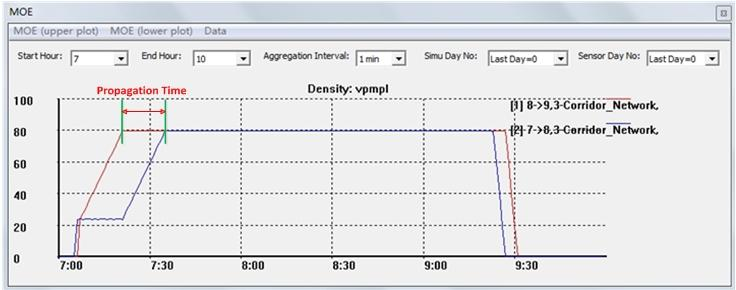 MOE
MOE (upper plot) MOE (lower plot) Data
Start Hour: 7 End Hour: 10 Aggregation Interval: 1 min Simu Day No: Last Day=0 Sensor Day No: Last Day=0
Propagation Time
Density: vpmpl
[1] 8->9,3-Corridor_Network,
[2] 7->8,3-Corridor_Network,
100
80
60
40
20
0
7:00 7:30 8:00 8:30 9:00 9:30